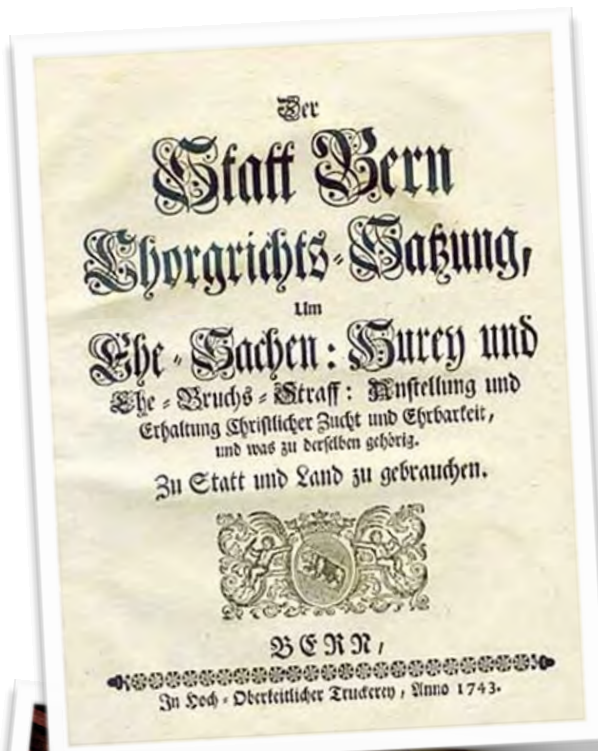 Der
Statt Bern
Chorgrichts-Satzung,
Um
Ehe-Sachen: Hurey und
Ehe-Bruchs-Straff: Anstellung und
Erhaltung Christlicher Zucht und Ehrbarkeit,
und was zu derselben gehörig.
Zu Statt und Land zu gebrauchen.
BERN,
In Hoch-Oberkeitlicher Truckerey, Anno 1743.